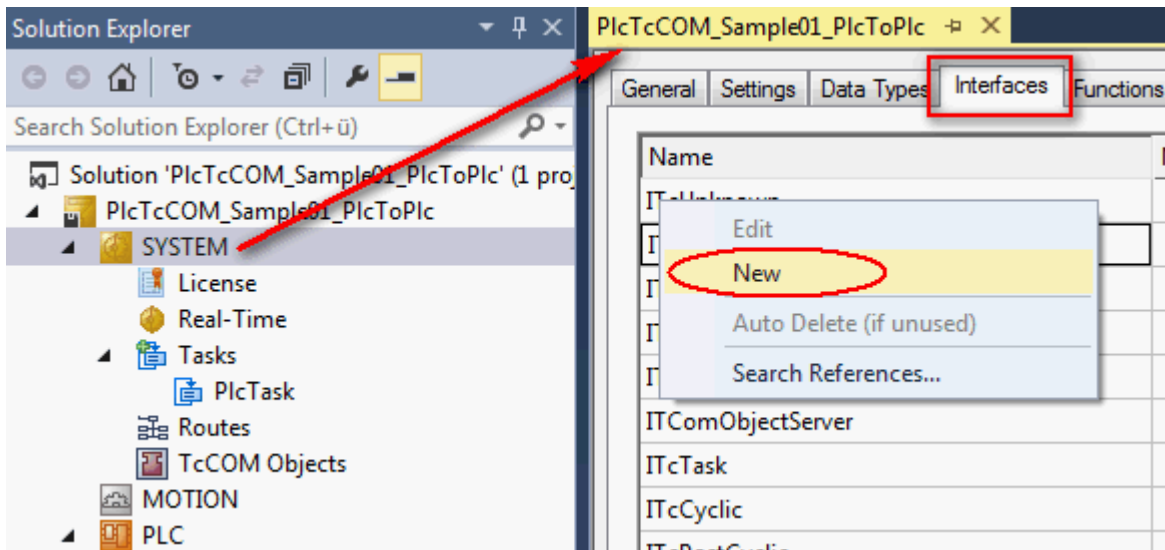 Solution Explorer
Search Solution Explorer (Ctrl+ü)
Solution 'PlcTcCOM_Sample01_PlcToPlc' (1 pro
PlcTcCOM_Sample01_PlcToPlc
SYSTEM
License
Real-Time
Tasks
PlcTask
Routes
TcCOM Objects
MOTION
PLC
PlcTcCOM_Sample01_PlcToPlc
General Settings Data Types Interfaces Functions
Name
ITcUnknown
Edit
New
Auto Delete (if unused)
Search References...
ITComObjectServer
ITcTask
ITcCyclic
ITcPostCyclic